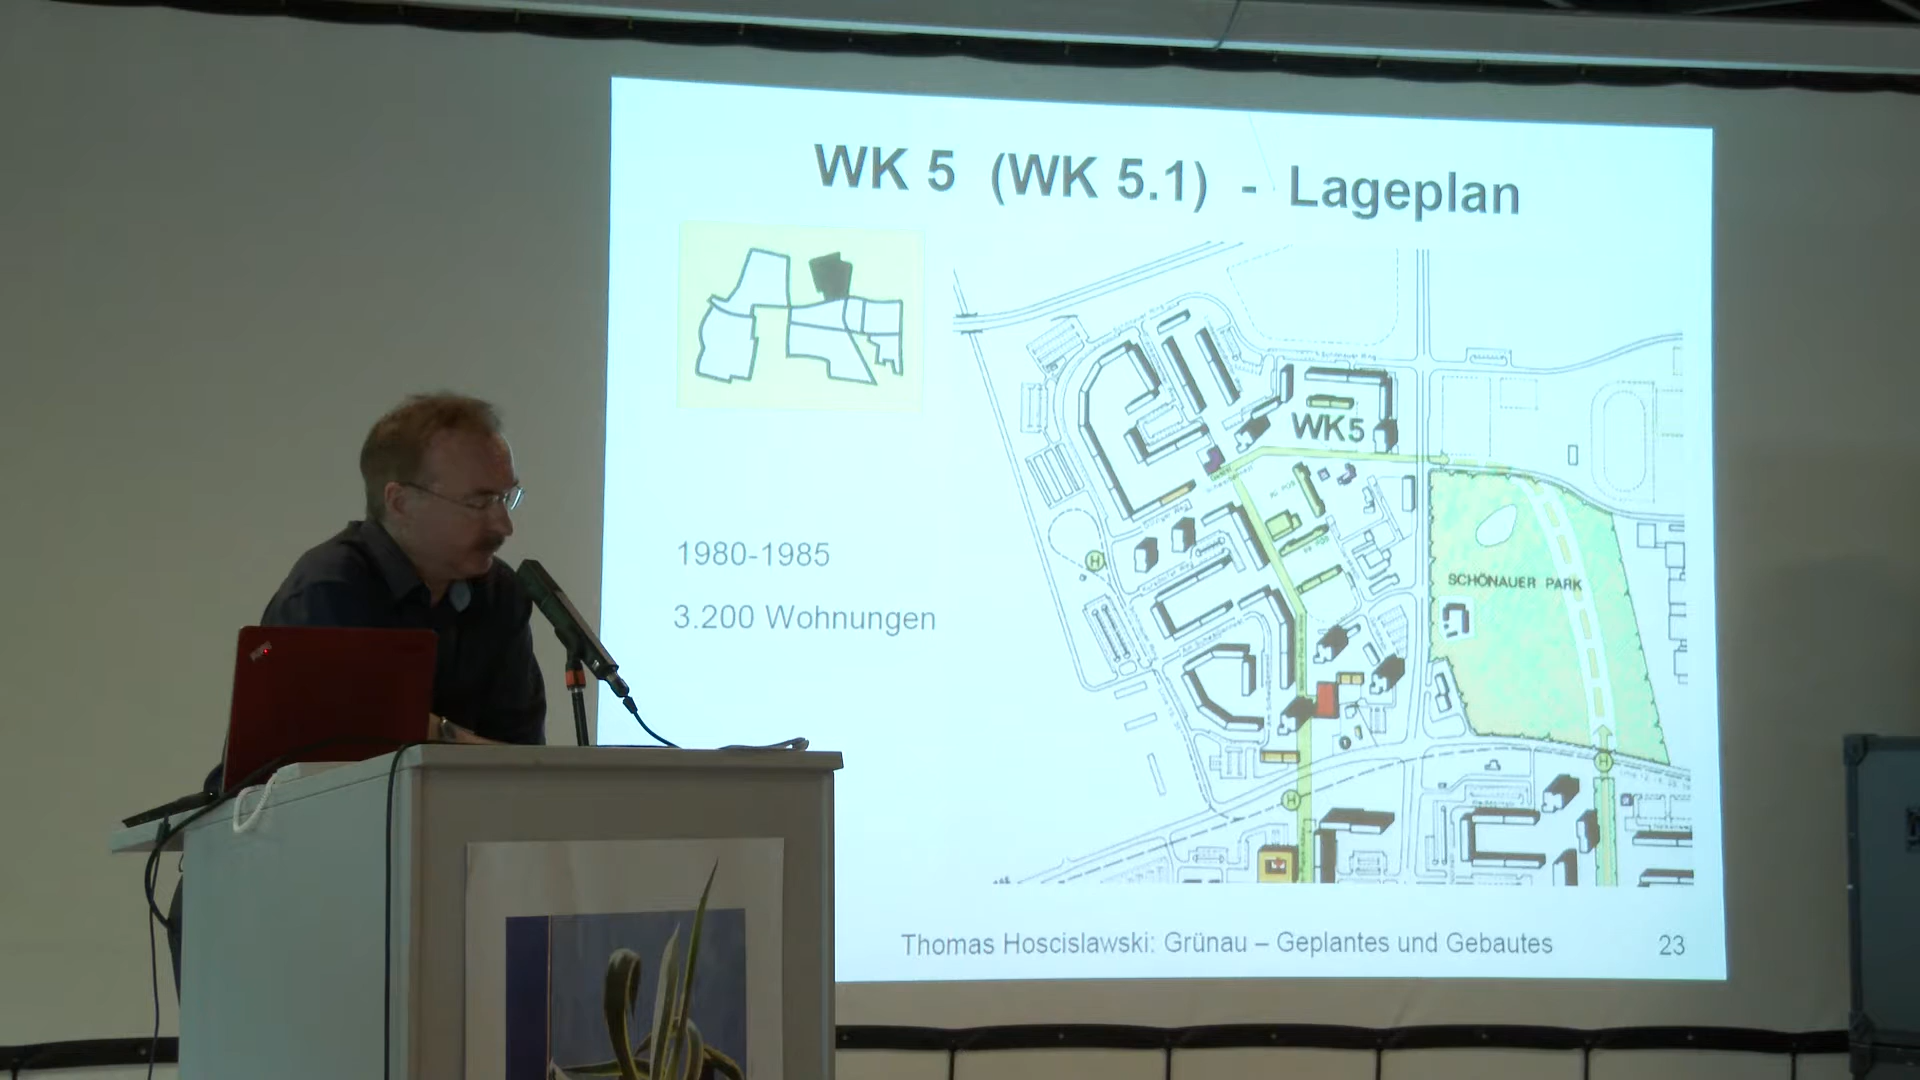 WK 5 (WK 5.1) - Lageplan
WK5
1980-1985
SCHÖNAUER PARK
3.200 Wohnungen
H
H
H
Thomas Hoscislawski: Grünau – Geplantes und Gebautes
23